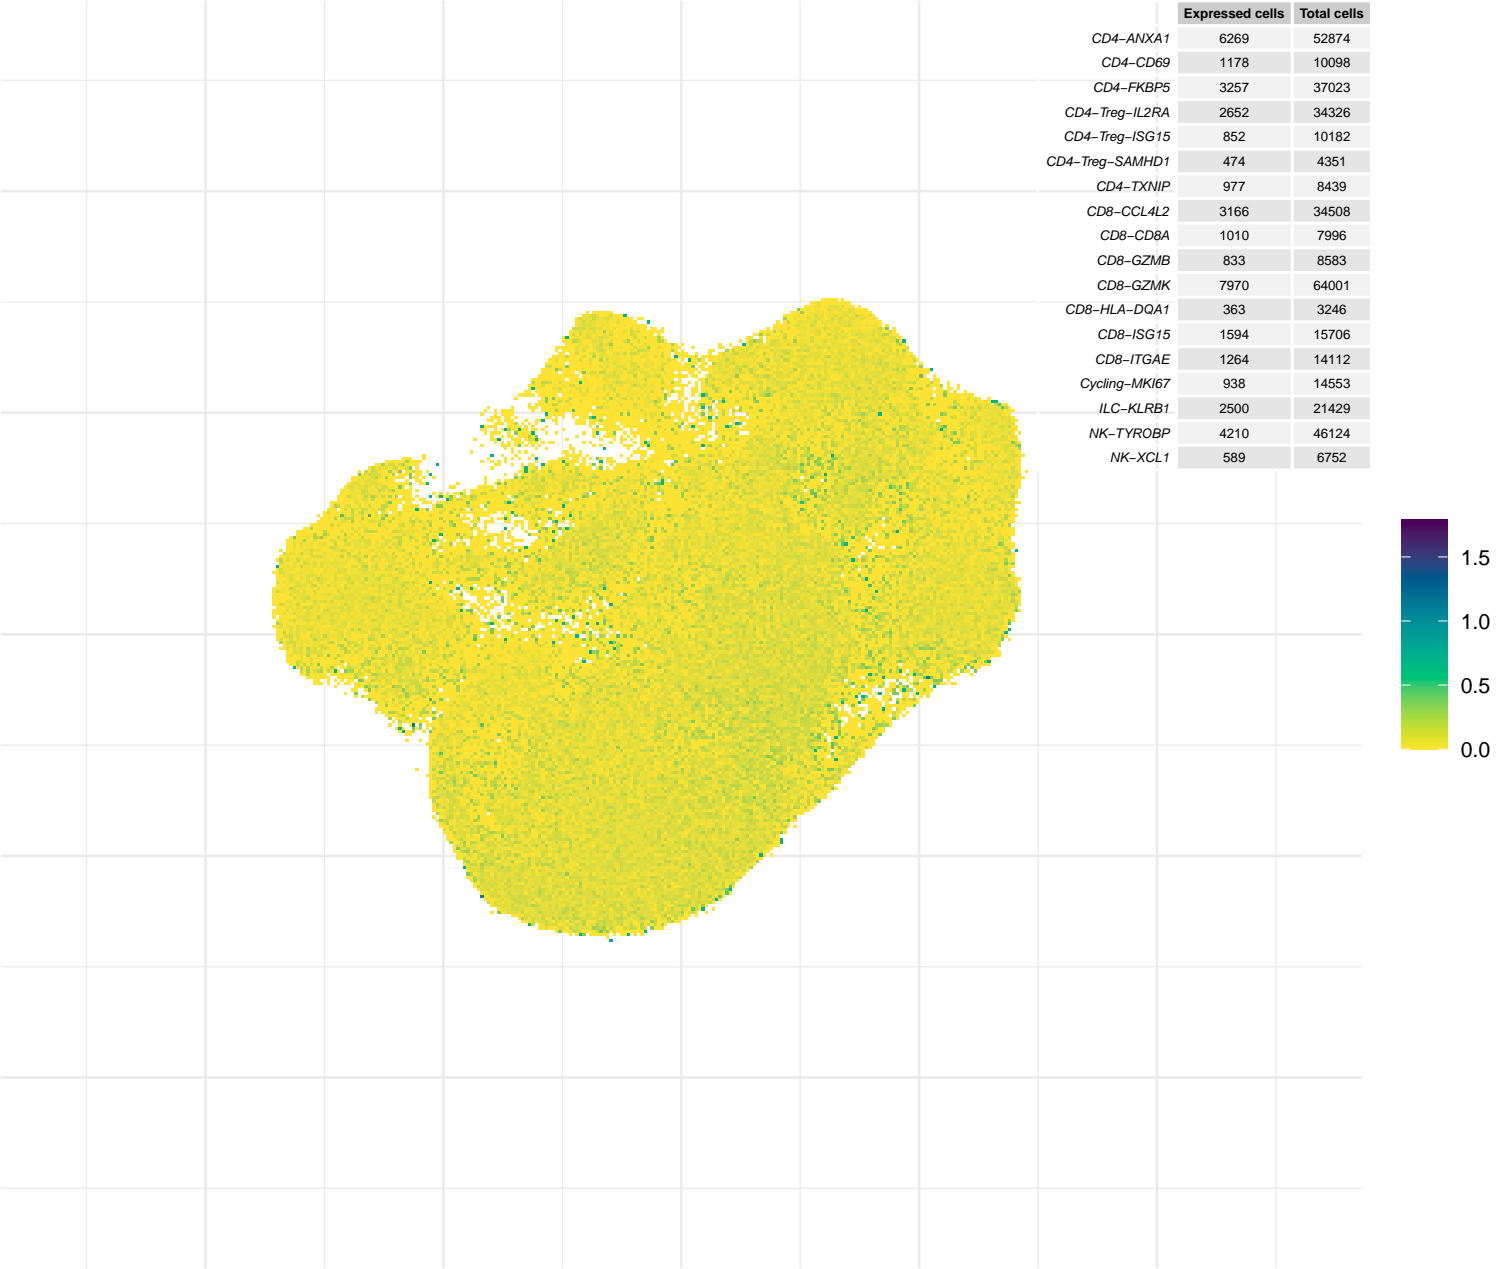 Expressed cells Total cells
CD4−ANXA1 6269 52874
CD4−CD69 1178 10098
CD4−FKBP5 3257 37023
CD4−Treg−IL2RA 2652 34326
CD4−Treg−ISG15 852 10182
CD4−Treg−SAMHD1 474 4351
CD4−TXNIP 977 8439
CD8−CCL4L2 3166 34508
CD8−CD8A 1010 7996
CD8−GZMB 833 8583
CD8−GZMK 7970 64001
CD8−HLA−DQA1 363 3246
CD8−ISG15 1594 15706
CD8−ITGAE 1264 14112
Cycling−MKI67 938 14553
ILC−KLRB1 2500 21429
NK−TYROBP 4210 46124
NK−XCL1 589 6752
1.5
1.0
0.5
0.0